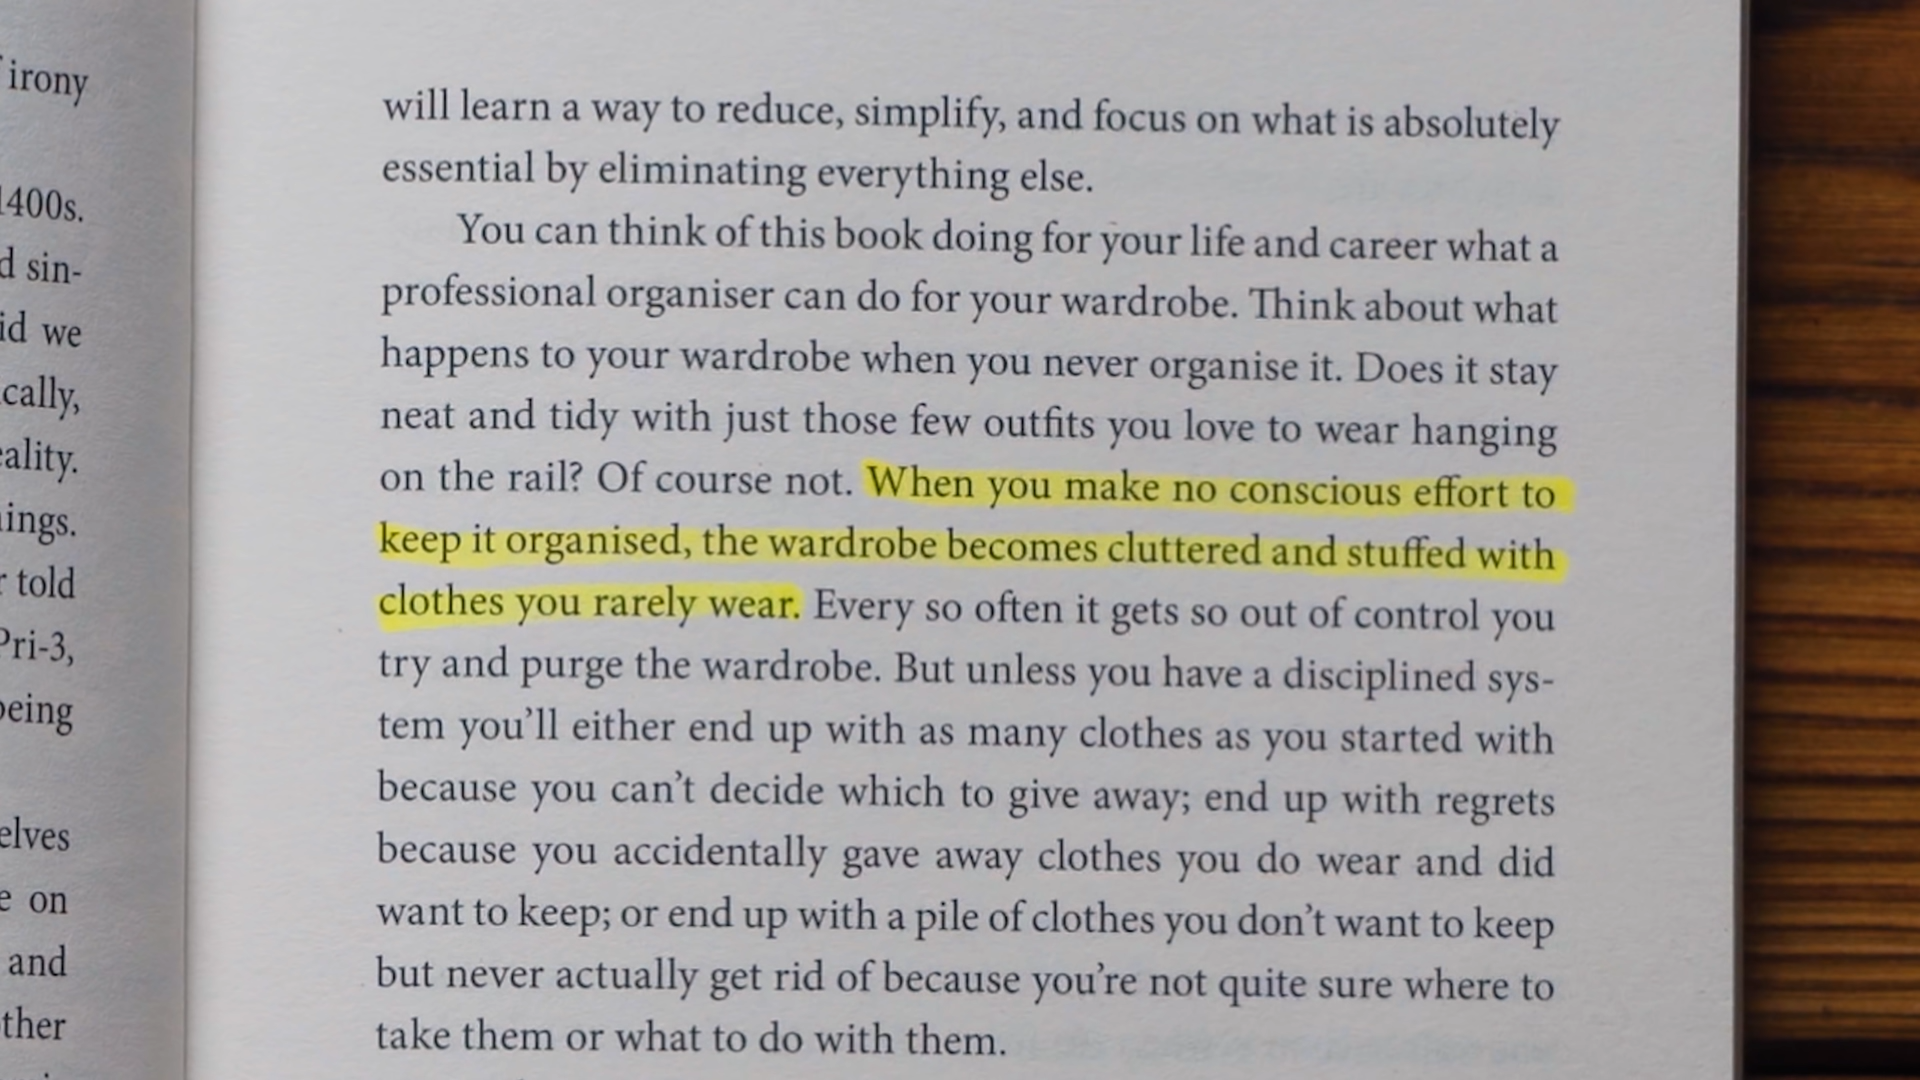 irony
1400s.
sin-
we
told
Pri-3,
being
on
and
will learn a way to reduce, simplify, and focus on what is absolutely
essential by eliminating everything else.
You can think of this book doing for your life and career what a
professional organiser can do for your wardrobe. Think about what
happens to your wardrobe when you never organise it. Does it stay
neat and tidy with just those few outfits you love to wear hanging
on the rail? Of course not. When you make no conscious effort to
keep it organised, the wardrobe becomes cluttered and stuffed with
clothes you rarely wear. Every so often it gets so out of control you
try and purge the wardrobe. But unless you have a disciplined sys-
tem you’ll either end up with as many clothes as you started with
because you can’t decide which to give away; end up with regrets
because you accidentally gave away clothes you do wear and did
want to keep; or end up with a pile of clothes you don’t want to keep
but never actually get rid of because you’re not quite sure where to
take them or what to do with them.